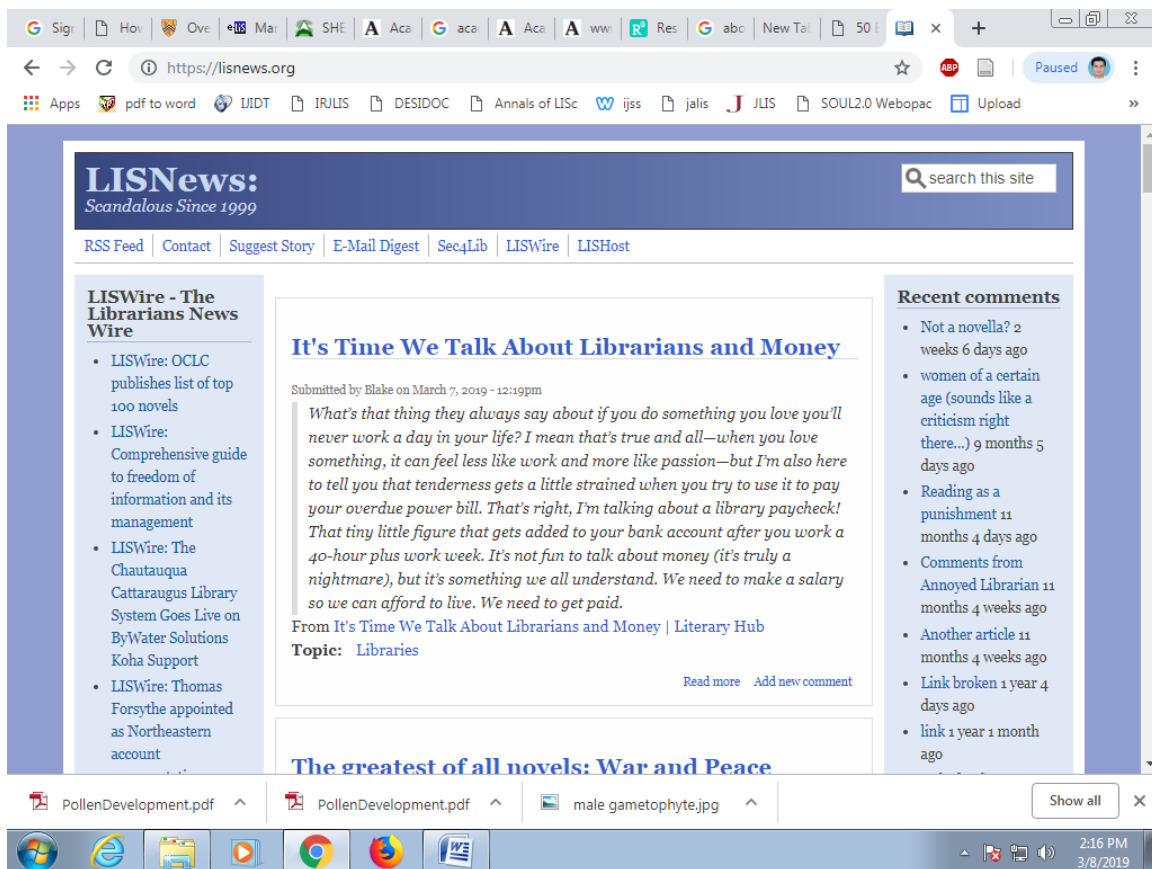 Sigr
Hov
Ove
Mar
SHE
Aca
aca
Aca
ww
Res
abc
New Tal
50
https://lisnews.org
ABP
Paused
Apps
pdf to word
IJIDT
IRJLIS
DESIDOC
Annals of LISc
ijss
jalis
JLIS
SOUL2.0 Webopac
Upload
»
LISNews:
Scandalous Since 1999
search this site
RSS Feed
Contact
Suggest Story
E-Mail Digest
Sec4Lib
LISWire
LISHost
LISWire - The
Librarians News
Wire
• LISWire: OCLC
publishes list of top
100 novels
• LISWire:
Comprehensive guide
to freedom of
information and its
management
• LISWire: The
Chautauqua
Cattaraugus Library
System Goes Live on
ByWater Solutions
Koha Support
• LISWire: Thomas
Forsythe appointed
as Northeastern
account
It's Time We Talk About Librarians and Money
Submitted by Blake on March 7, 2019 - 12:19pm
What's that thing they always say about if you do something you love you'll
never work a day in your life? I mean that's true and all—when you love
something, it can feel less like work and more like passion—but I'm also here
to tell you that tenderness gets a little strained when you try to use it to pay
your overdue power bill. That's right, I'm talking about a library paycheck!
That tiny little figure that gets added to your bank account after you work a
40-hour plus work week. It's not fun to talk about money (it's truly a
nightmare), but it's something we all understand. We need to make a salary
so we can afford to live. We need to get paid.
From It's Time We Talk About Librarians and Money | Literary Hub
Topic: Libraries
Read more Add new comment
The greatest of all novels: War and Peace
Recent comments
• Not a novella? 2
weeks 6 days ago
• women of a certain
age (sounds like a
criticism right
there...) 9 months 5
days ago
• Reading as a
punishment 11
months 4 days ago
• Comments from
Annoyed Librarian 11
months 4 weeks ago
• Another article 11
months 4 weeks ago
• Link broken 1 year 4
days ago
• link 1 year 1 month
ago
PollenDevelopment.pdf
PollenDevelopment.pdf
male gametophyte.jpg
Show all
2:16 PM
3/8/2019